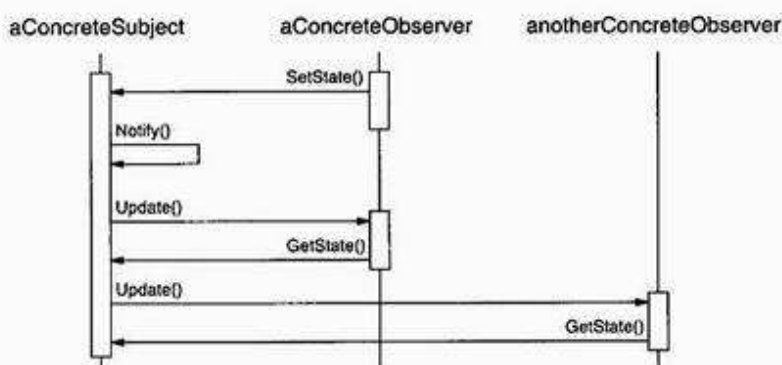 aConcreteSubject
aConcreteObserver
anotherConcreteObserver
SetState()
Notify()
Update()
GetState()
Update()
GetState()